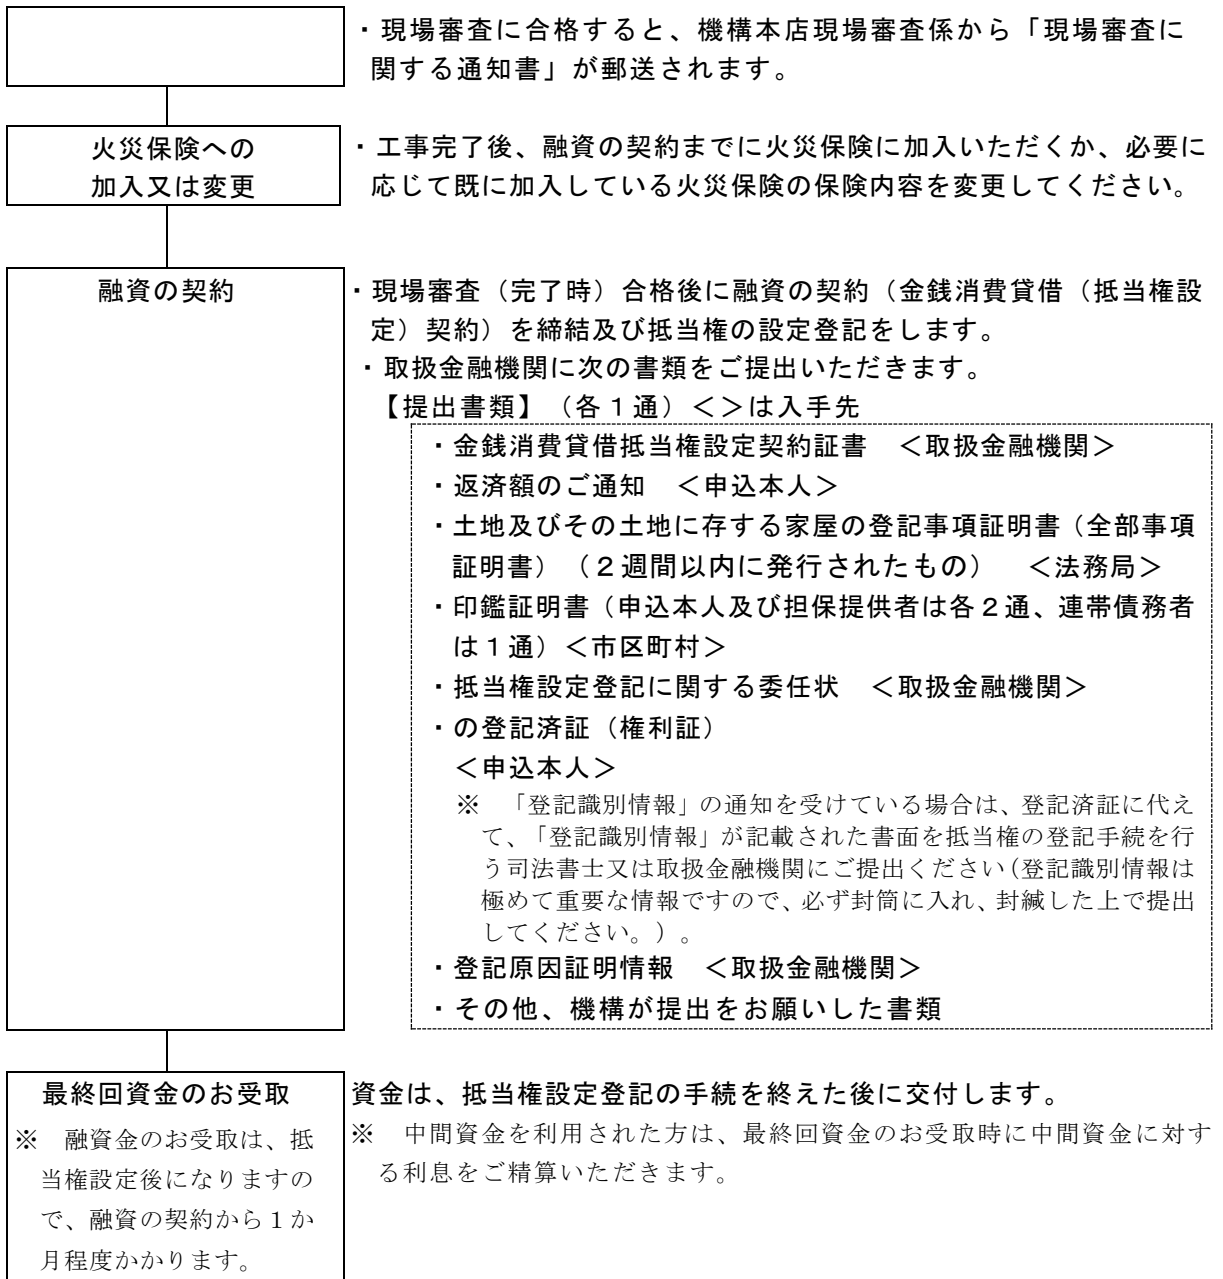 ・現場審査に合格すると、機構本店現場審査係から「現場審査に
関する通知書」が郵送されます。
火災保険への
加入又は変更
・工事完了後、融資の契約までに火災保険に加入いただくか、必要に
応じて既に加入している火災保険の保険内容を変更してください。
融資の契約
・現場審査（完了時）合格後に融資の契約（金銭消費貸借（抵当権設
定）契約）を締結及び抵当権の設定登記をします。
・取扱金融機関に次の書類をご提出いただきます。
【提出書類】（各１通）＜＞は入手先
・金銭消費貸借抵当権設定契約証書　＜取扱金融機関＞
・返済額のご通知　＜申込本人＞
・土地及びその土地に存する家屋の登記事項証明書（全部事項
証明書）（２週間以内に発行されたもの）　＜法務局＞
・印鑑証明書（申込本人及び担保提供者は各２通、連帯債務者
は１通）＜市区町村＞
・抵当権設定登記に関する委任状　＜取扱金融機関＞
・の登記済証（権利証）
＜申込本人＞
※　「登記識別情報」の通知を受けている場合は、登記済証に代え
て、「登記識別情報」が記載された書面を抵当権の登記手続を行
う司法書士又は取扱金融機関にご提出ください（登記識別情報は
極めて重要な情報ですので、必ず封筒に入れ、封緘した上で提出
してください。）。
・登記原因証明情報　＜取扱金融機関＞
・その他、機構が提出をお願いした書類
最終回資金のお受取
※　融資金のお受取は、抵
当権設定後になりますの
で、融資の契約から１か
月程度かかります。
資金は、抵当権設定登記の手続を終えた後に交付します。
※　中間資金を利用された方は、最終回資金のお受取時に中間資金に対す
る利息をご精算いただきます。